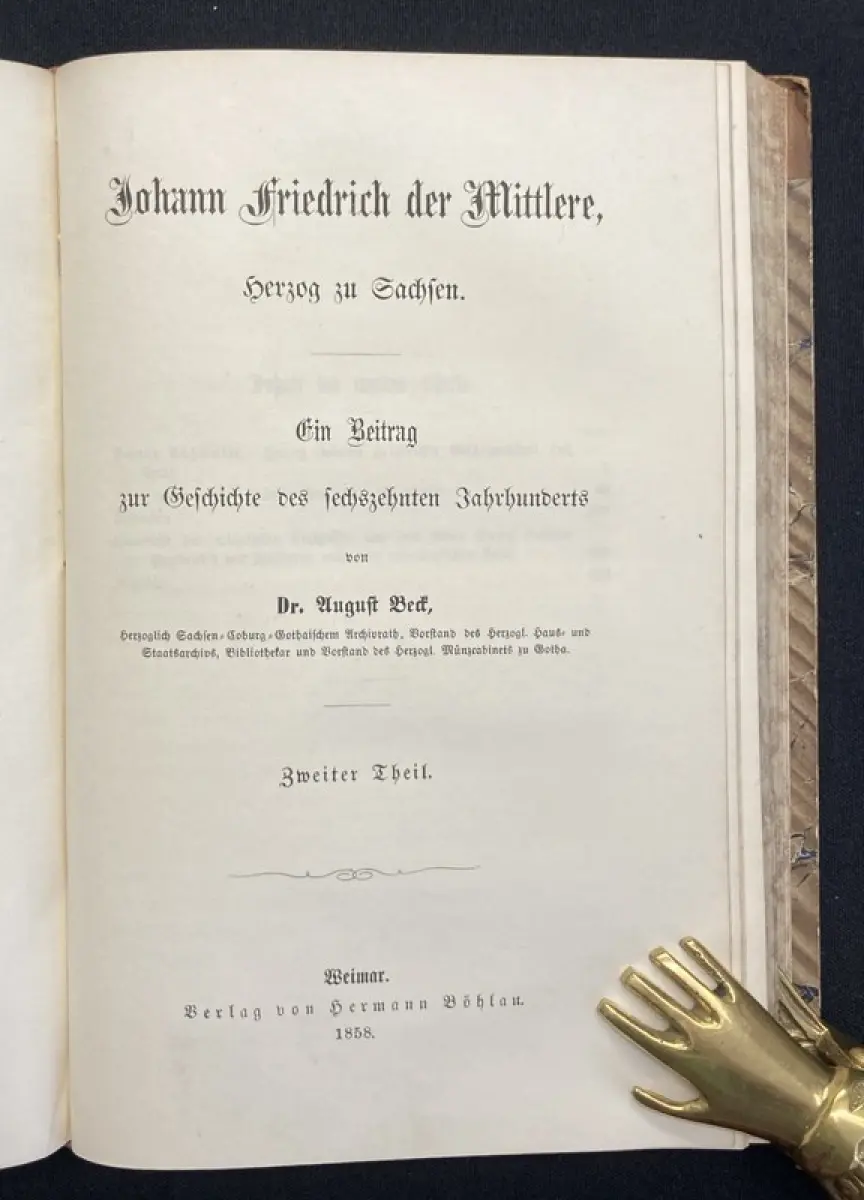 Johann Friedrich der Mittlere,
Herzog zu Sachsen.
Ein Beitrag
zur Geschichte des sechszehnten Jahrhunderts
von
Dr. August Beck,
Herzoglich Sachsen-Coburg-Gothaischem Archivrath, Vorstand des Herzogl. Haus- und
Staatsarchivs, Bibliothekar und Vorstand des Herzogl. Münzcabinets zu Gotha.
Zweiter Theil.
Weimar.
Verlag von Hermann Böhlau.
1858.